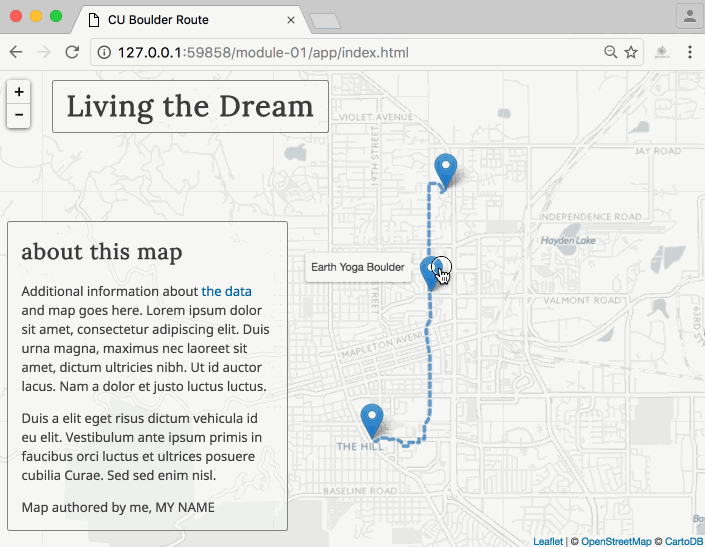 CU Boulder Route
127.0.0.1:59858/module-01/app/index.html
+
−
Living the Dream
VIOLET AVENUE
19TH STREET
JAY ROAD
INDEPENDENCE ROAD
Hayden Lake
about this map
Additional information about the data
and map goes here. Lorem ipsum dolor
sit amet, consectetur adipiscing elit. Duis
urna magna, maximus nec laoreet sit
amet, dictum ultricies nibh. Ut id auctor
lacus. Nam a dolor et justo luctus luctus.
Duis a elit eget risus dictum vehicula id
eu elit. Vestibulum ante ipsum primis in
faucibus orci luctus et ultrices posuere
cubilia Curae. Sed sed enim nisl.
Map authored by me, MY NAME
Earth Yoga Boulder
STREET
VALMONT ROAD
63RD S
MAPLETON AVENUE
THE HILL
BASELINE ROAD
Bas
Leaflet | © OpenStreetMap © CartoDB